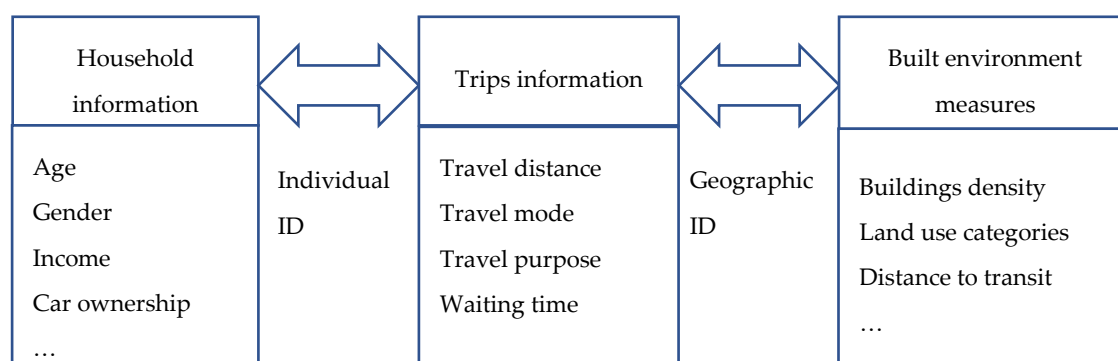 Household
information
Age
Gender
Income
Car ownership
…
Individual
ID
Trips information
Travel distance
Travel mode
Travel purpose
Waiting time
Geographic
ID
Built environment
measures
Buildings density
Land use categories
Distance to transit
…